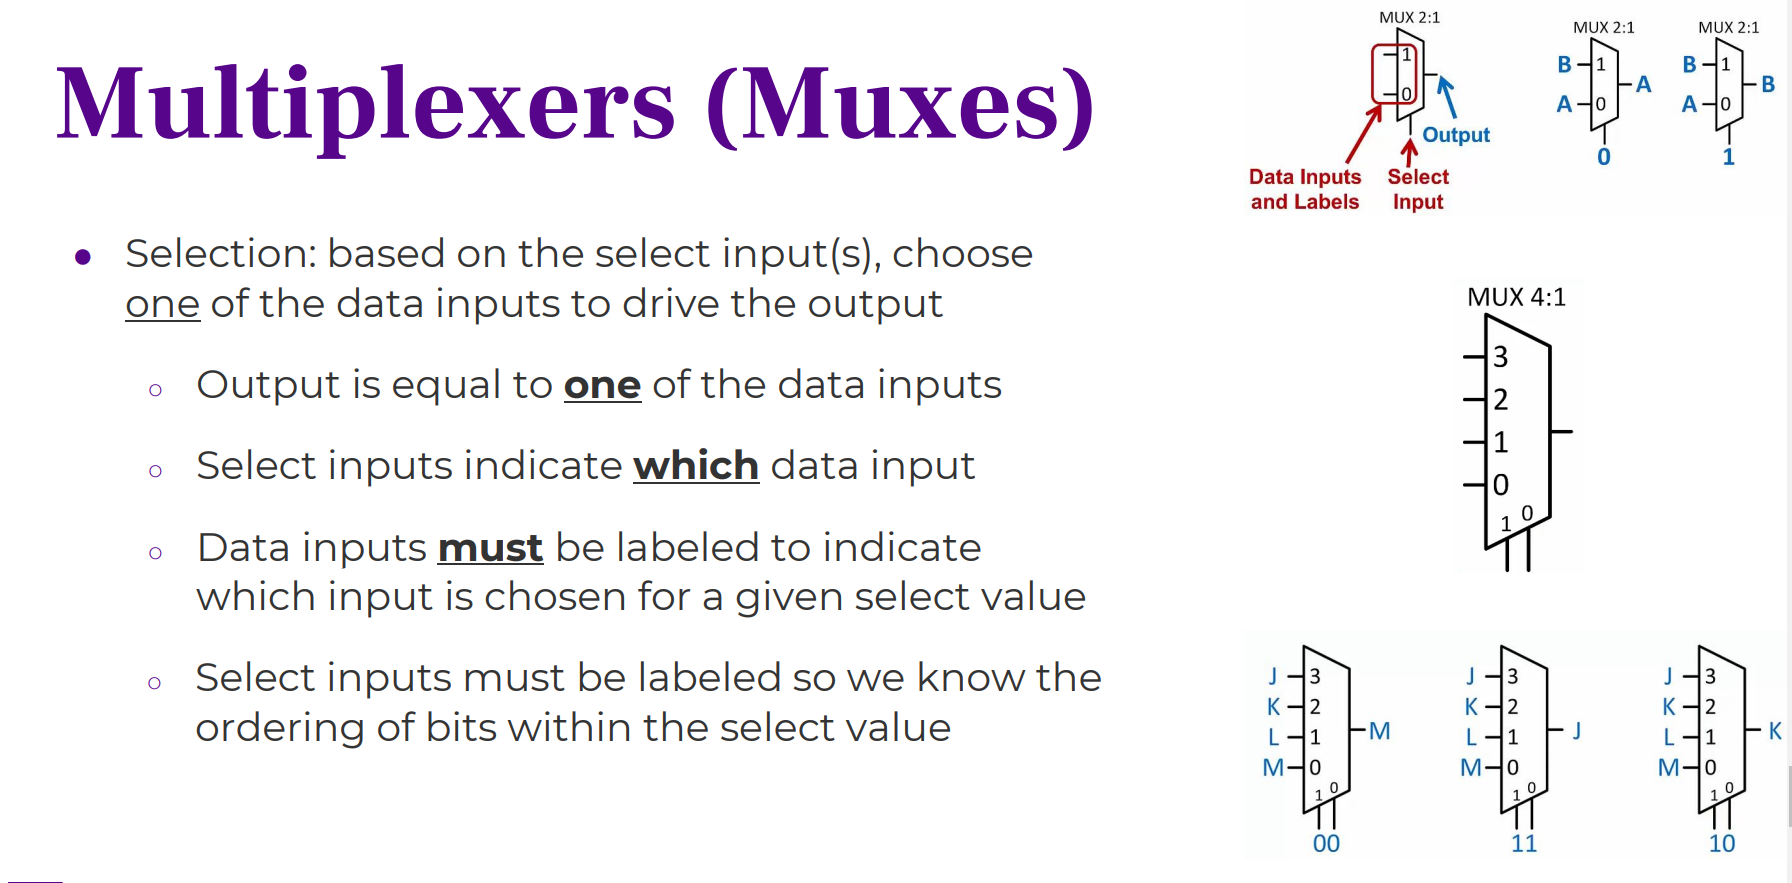 Multiplexers (Muxes)
Selection: based on the select input(s), choose
one of the data inputs to drive the output
Output is equal to one of the data inputs
Select inputs indicate which data input
Data inputs must be labeled to indicate
which input is chosen for a given select value
Select inputs must be labeled so we know the
ordering of bits within the select value
MUX 2:1
1
0
Output
Data Inputs
and Labels
Select
Input
MUX 2:1
B 1
A
A 0
0
MUX 2:1
B 1
B
A 0
1
MUX 4:1
3
2
1
0
1 0
J 3
K 2
M
L 1
M 0
1 0
00
J 3
K 2
J
L 1
M 0
1 0
11
J 3
K 2
K
L 1
M 0
1 0
10